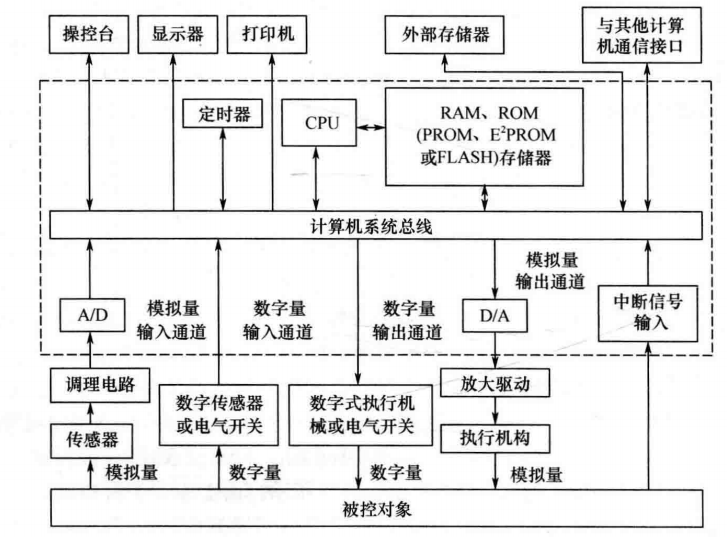 操控台
显示器
打印机
外部存储器
与其他计算
机通信接口
定时器
CPU
RAM、ROM
(PROM、E²PROM
或FLASH)存储器
计算机系统总线
A/D
模拟量
输入通道
数字量
输入通道
数字量
输出通道
模拟量
输出通道
D/A
中断信号
输入
调理电路
传感器
数字传感器
或电气开关
数字式执行机
械或电气开关
放大驱动
执行机构
模拟量
数字量
数字量
模拟量
被控对象